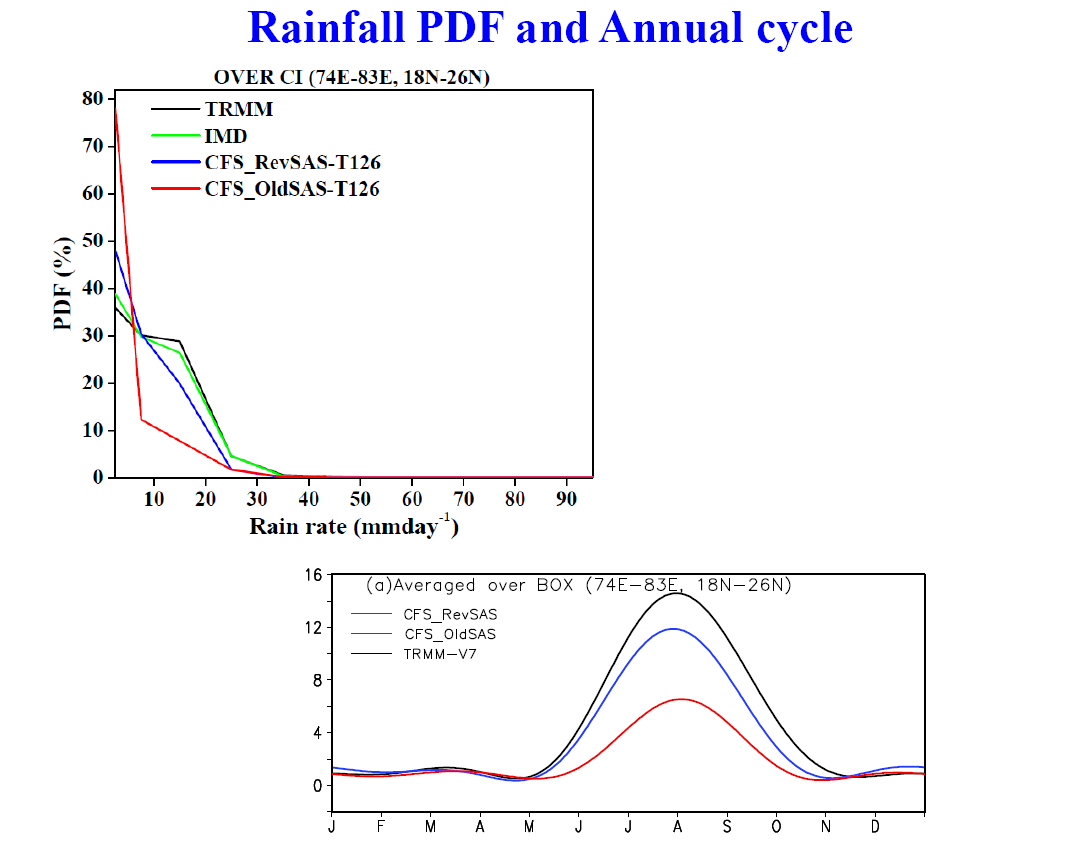 Rainfall PDF and Annual cycle
OVER CI (74E-83E, 18N-26N)
TRMM
IMD
CFS_RevSAS-T126
CFS_OldSAS-T126
80
70
60
50
40
30
20
10
0
PDF (%)
10 20 30 40 50 60 70 80 90
Rain rate (mmday⁻¹)
(a)Averaged over BOX (74E−83E, 18N−26N)
CFS_RevSAS
CFS_OldSAS
TRMM−V7
16
12
8
4
0
J F M A M J J A S O N D